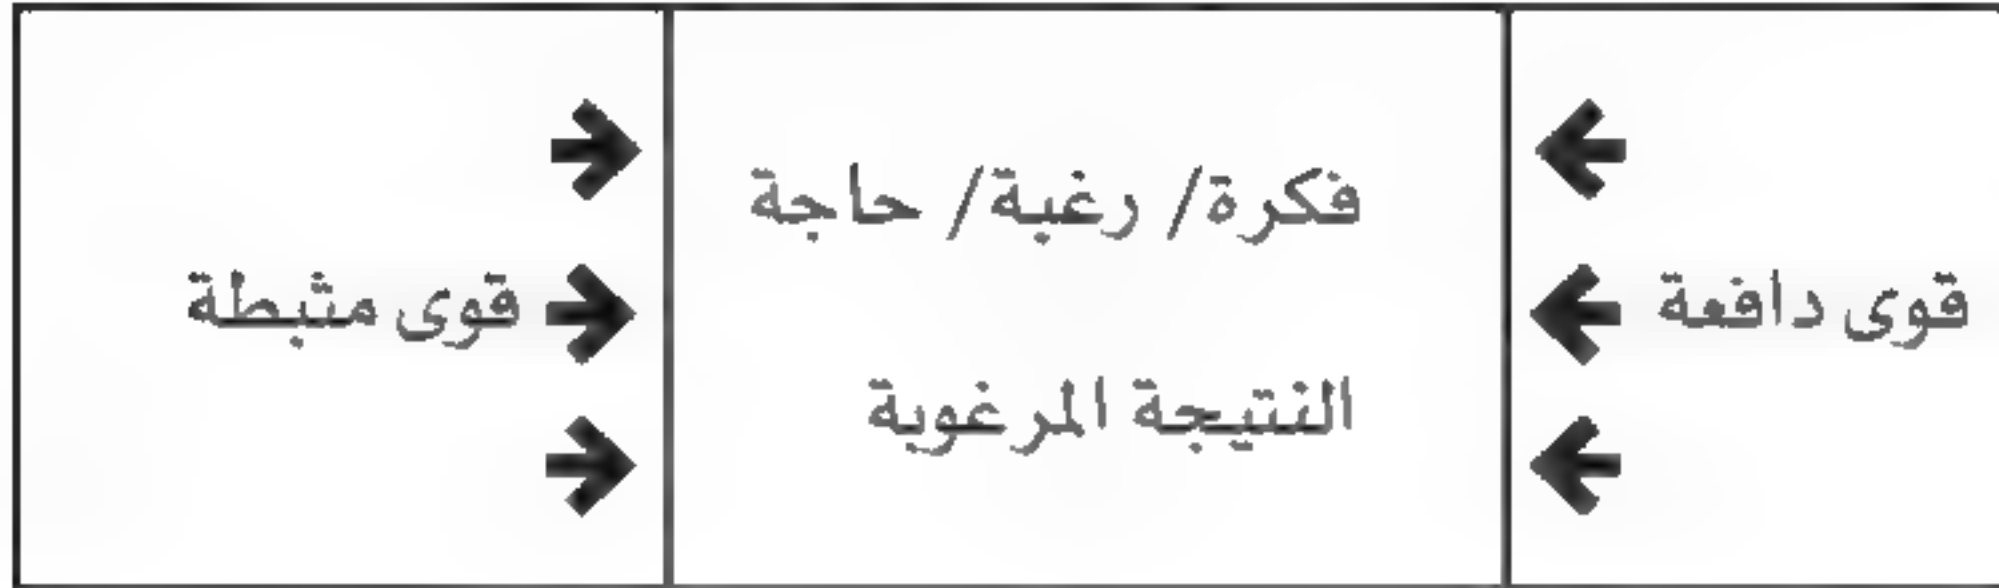 قوى دافعة
فكرة/ رغبة/ حاجة
النتيجة المرغوبة
قوى مثبطة